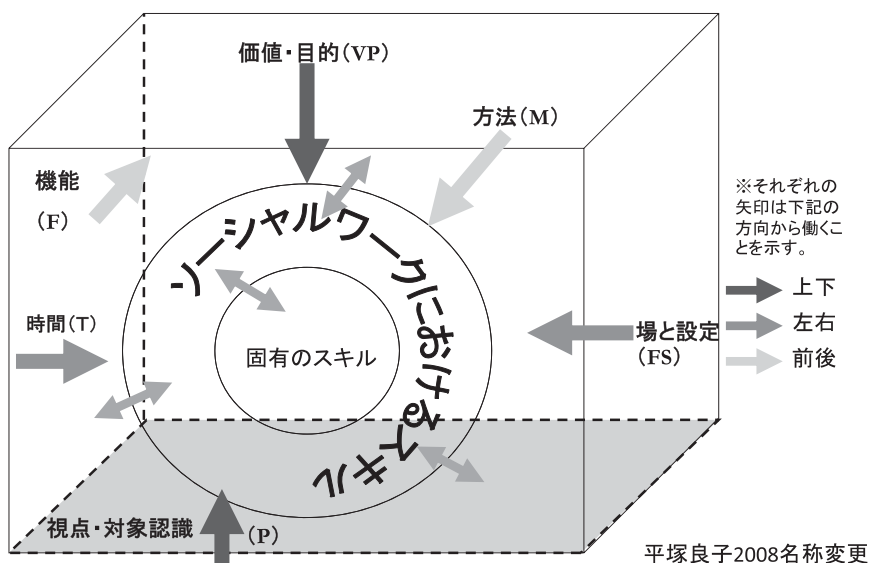 価値・目的(VP)
方法(M)
機能
(F)
※それぞれの
矢印は下記の
方向から働くこ
とを示す。
上下
左右
前後
ソーシャルワークにおけるスキル
時間(T)
固有のスキル
場と設定
(FS)
視点・対象認識
(P)
平塚良子2008名称変更